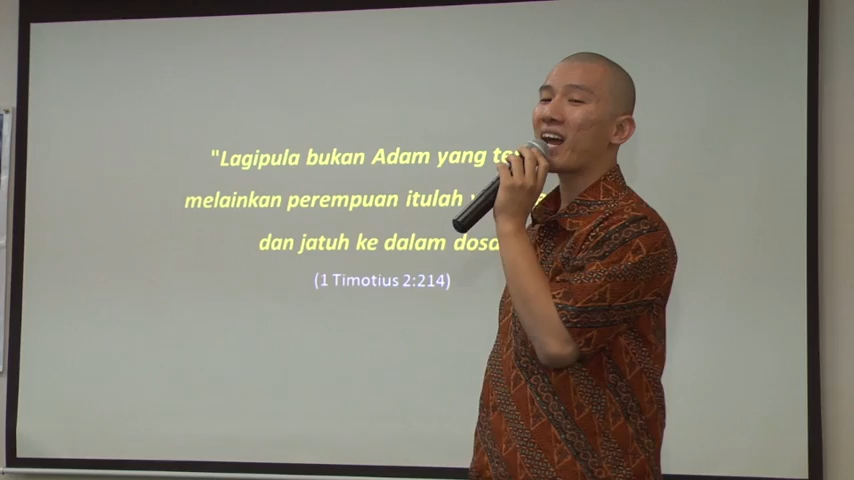 "Lagipula bukan Adam yang
melainkan perempuan itulah
dan jatuh ke dalam dosa
(1 Timotius 2:214)